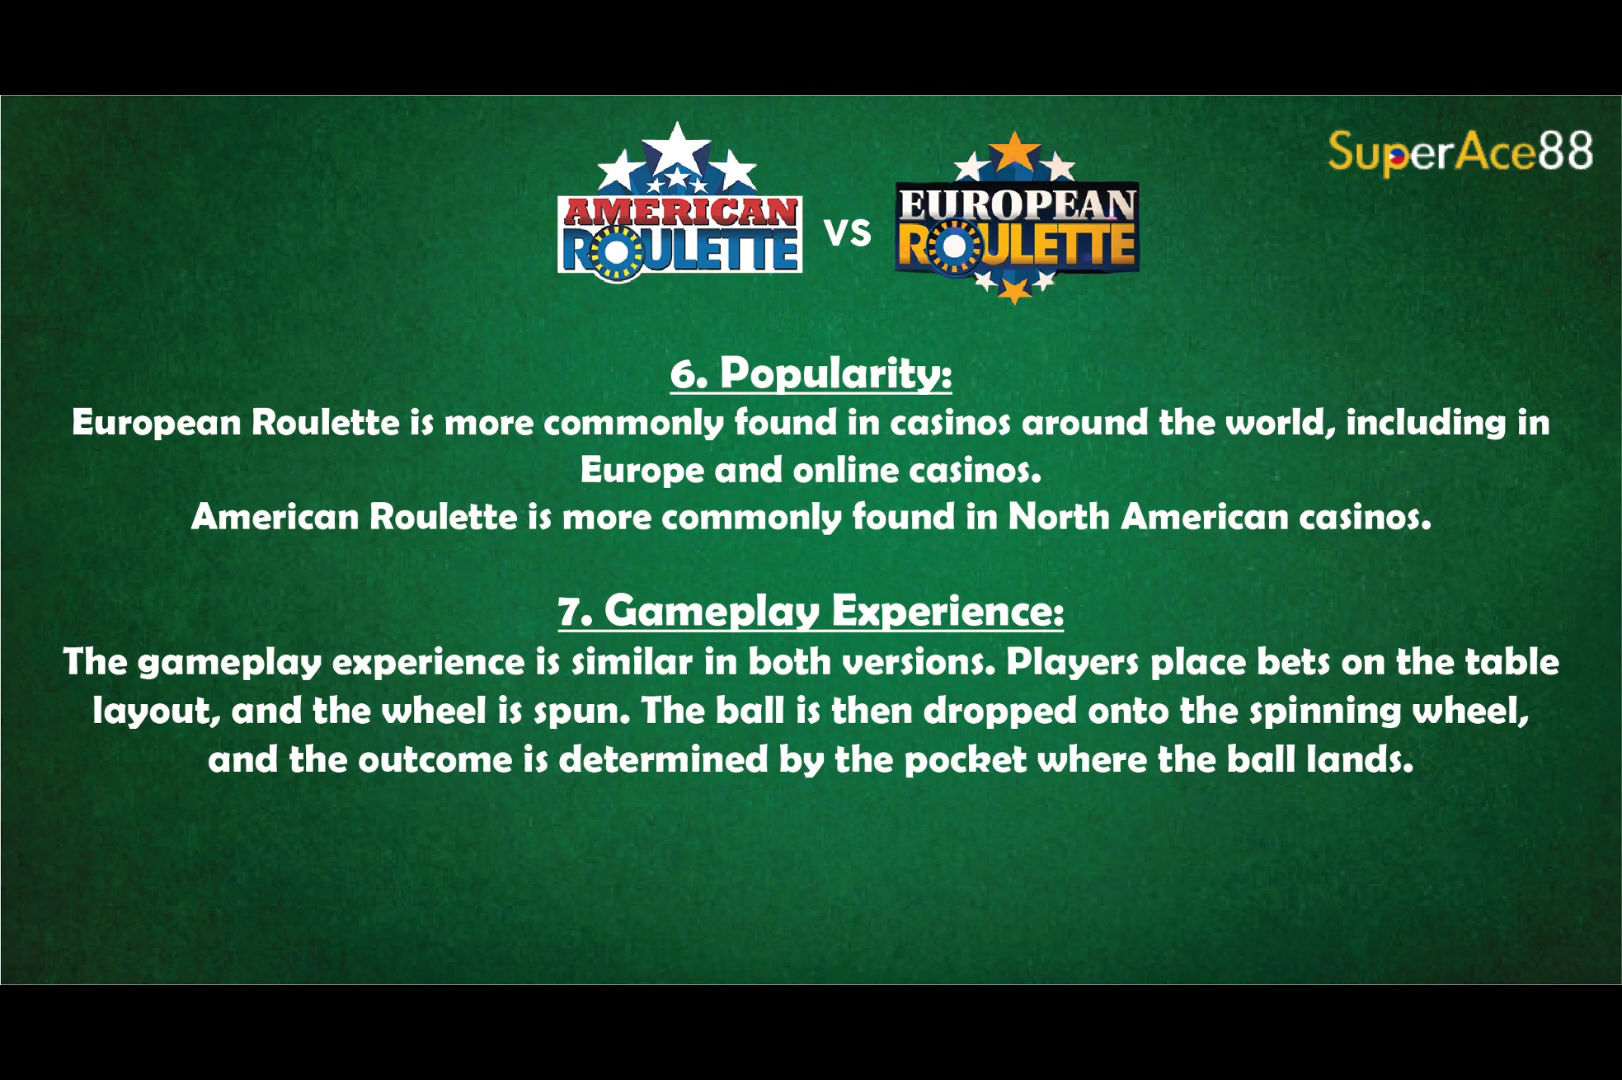 SuperAce88
AMERICAN
ROULETTE
VS
EUROPEAN
ROULETTE
6. Popularity:
European Roulette is more commonly found in casinos around the world, including in
Europe and online casinos.
American Roulette is more commonly found in North American casinos.
7. Gameplay Experience:
The gameplay experience is similar in both versions. Players place bets on the table
layout, and the wheel is spun. The ball is then dropped onto the spinning wheel,
and the outcome is determined by the pocket where the ball lands.